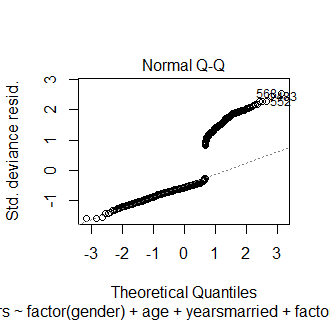 Normal Q-Q
Std. deviance resid.
3
2
1
0
-1
568
552
-3 -2 -1 0 1 2 3
Theoretical Quantiles
rs ~ factor(gender) + age + yearsmarried + facto